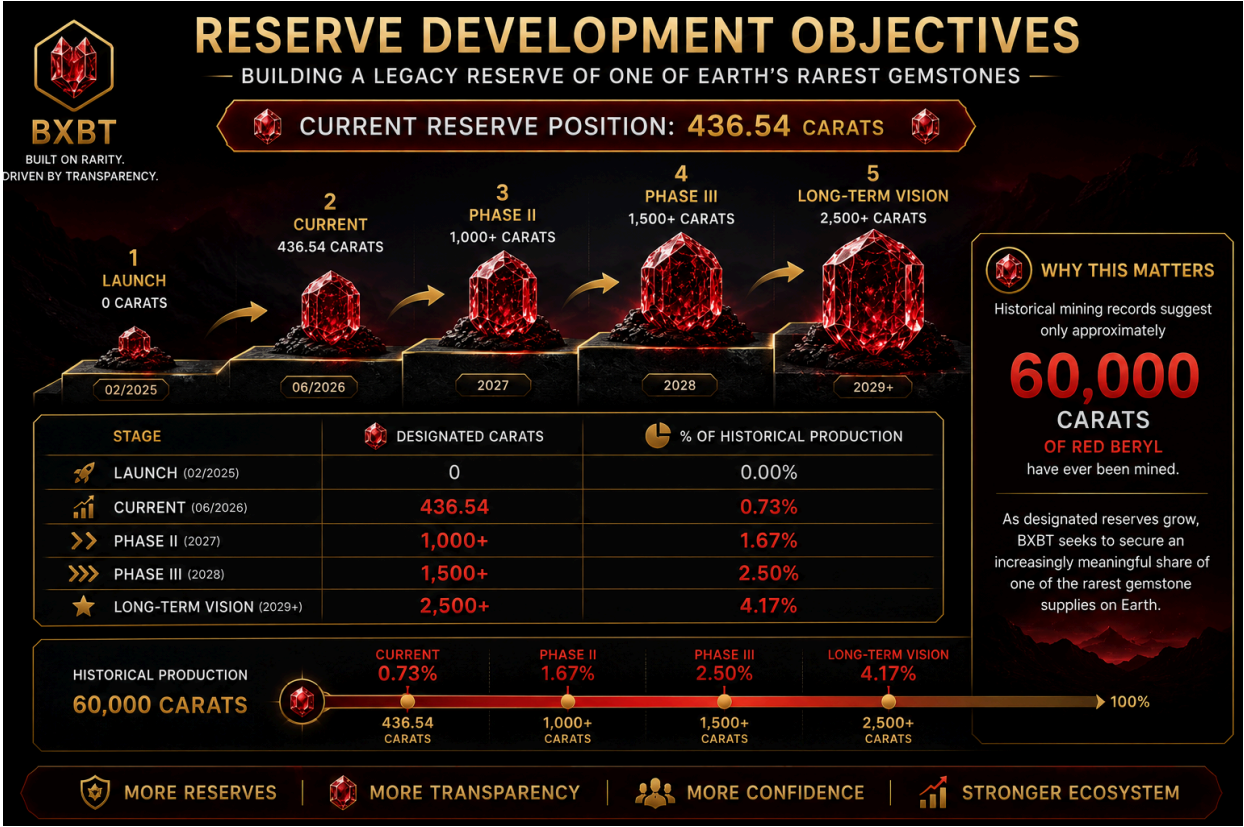 RESERVE DEVELOPMENT OBJECTIVES
BUILDING A LEGACY RESERVE OF ONE OF EARTH'S RAREST GEMSTONES
BXBT
BUILT ON RARITY.
DRIVEN BY TRANSPARENCY.
CURRENT RESERVE POSITION: 436.54 CARATS
1
LAUNCH
0 CARATS
02/2025
2
CURRENT
436.54 CARATS
06/2026
3
PHASE II
1,000+ CARATS
2027
4
PHASE III
1,500+ CARATS
2028
5
LONG-TERM VISION
2,500+ CARATS
2029+
STAGE DESIGNATED CARATS % OF HISTORICAL PRODUCTION
LAUNCH (02/2025) 0 0.00%
CURRENT (06/2026) 436.54 0.73%
PHASE II (2027) 1,000+ 1.67%
PHASE III (2028) 1,500+ 2.50%
LONG-TERM VISION (2029+) 2,500+ 4.17%
WHY THIS MATTERS
Historical mining records suggest
only approximately
60,000
CARATS
OF RED BERYL
have ever been mined.
As designated reserves grow,
BXBT seeks to secure an
increasingly meaningful share of
one of the rarest gemstone
supplies on Earth.
HISTORICAL PRODUCTION
60,000 CARATS
CURRENT
0.73%
436.54
CARATS
PHASE II
1.67%
1,000+
CARATS
PHASE III
2.50%
1,500+
CARATS
LONG-TERM VISION
4.17%
2,500+
CARATS
100%
MORE RESERVES
MORE TRANSPARENCY
MORE CONFIDENCE
STRONGER ECOSYSTEM